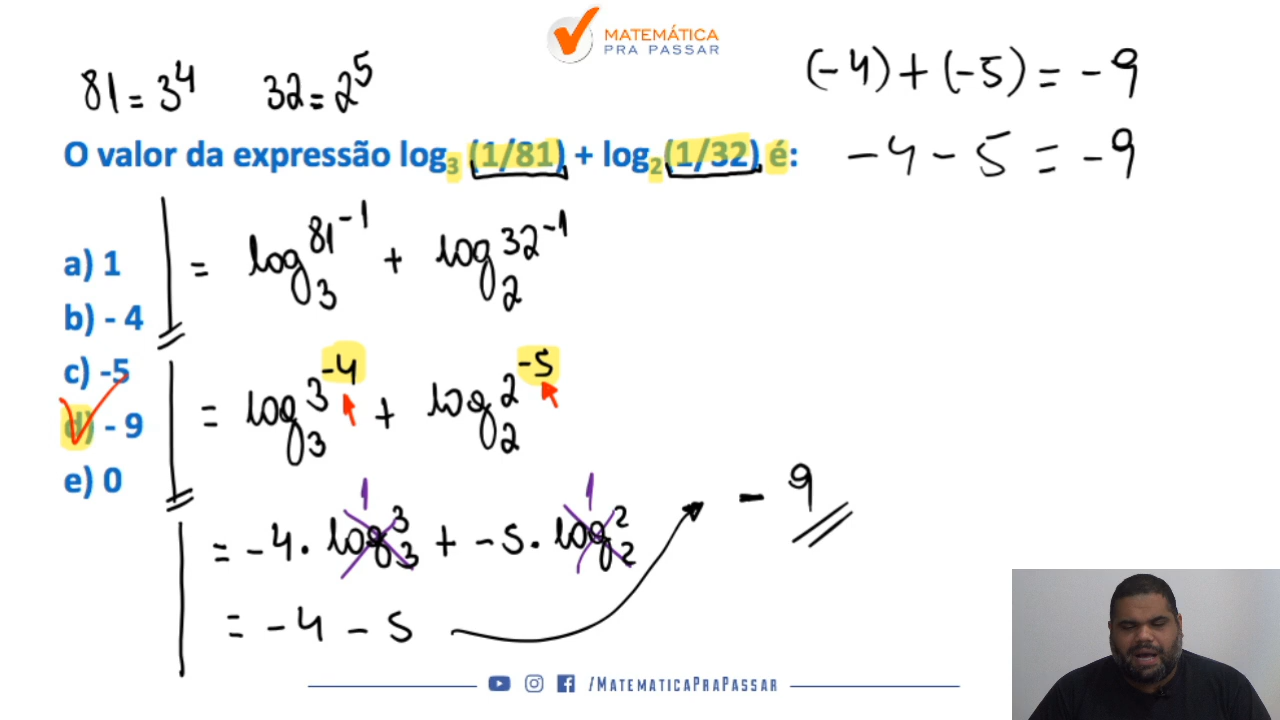 MATEMÁTICA
PRA PASSAR
81 = 3⁴
32 = 2⁵
(-4) + (-5) = -9
O valor da expressão log₃ (1/81) + log₂ (1/32) é:
-4 - 5 = -9
a) 1
b) - 4
c) -5
d) - 9
e) 0
= log₃ 81⁻¹ + log₂ 32⁻¹
= log₃ 3⁻⁴ + log₂ 2⁻⁵
1 1
= -4 . log₃ 3 + -5 . log₂ 2
= -4 - 5
- 9
/MATEMATICAPRAPASSAR